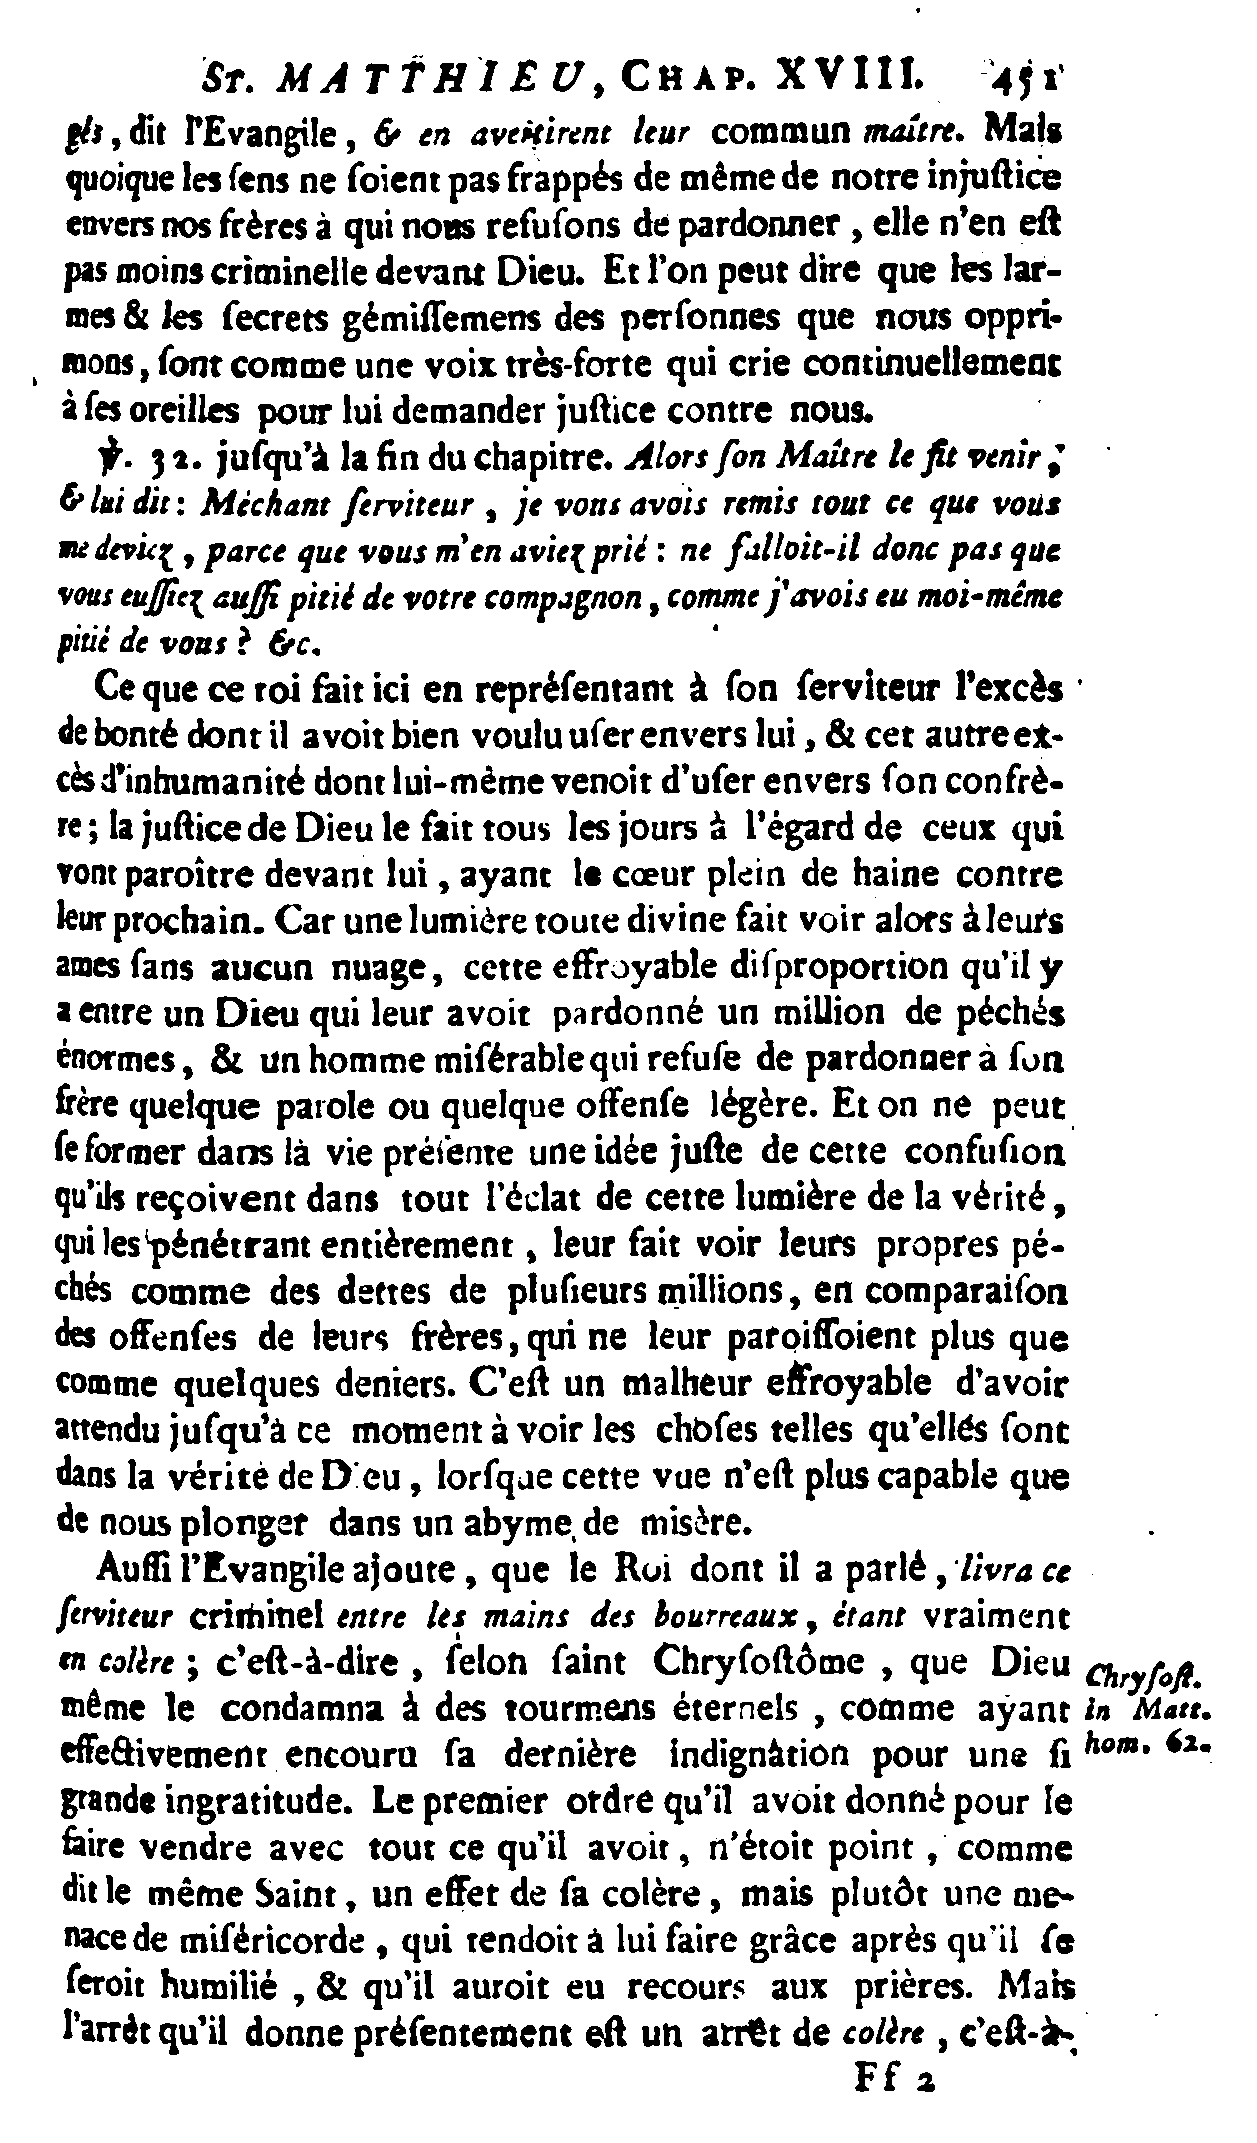 St. MATTHIEU, CHAP. XVIII. 451
gés, dit l'Evangile, & en avertirent leur commun maître. Mais
quoique les ſens ne ſoient pas frappés de même de notre injuſtice
envers nos frères à qui nous refuſons de pardonner, elle n'en eſt
pas moins criminelle devant Dieu. Et l'on peut dire que les lar-
mes & les ſecrets gémiſſemens des perſonnes que nous oppri-
mons, ſont comme une voix très-forte qui crie continuellement
à ſes oreilles pour lui demander juſtice contre nous.
℣. 32. juſqu'à la fin du chapitre. Alors ſon Maître le fit venir,
& lui dit: Méchant ſerviteur, je vous avois remis tout ce que vous
me deviez, parce que vous m'en aviez prié: ne falloit-il donc pas que
vous euſſiez auſſi pitié de votre compagnon, comme j'avois eu moi-même
pitié de vous? &c.
Ce que ce roi fait ici en repréſentant à ſon ſerviteur l'excès
de bonté dont il avoit bien voulu uſer envers lui, & cet autre ex-
cès d'inhumanité dont lui-même venoit d'uſer envers ſon confrè-
re; la juſtice de Dieu le fait tous les jours à l'égard de ceux qui
vont paroître devant lui, ayant le cœur plein de haine contre
leur prochain. Car une lumière toute divine fait voir alors à leurs
ames ſans aucun nuage, cette effroyable diſproportion qu'il y
a entre un Dieu qui leur avoit pardonné un million de péchés
énormes, & un homme miſérable qui refuſe de pardonner à ſon
frère quelque parole ou quelque offenſe légère. Et on ne peut
ſe former dans la vie préſente une idée juſte de cette confuſion
qu'ils reçoivent dans tout l'éclat de cette lumière de la vérité,
qui les pénétrant entièrement, leur fait voir leurs propres pé-
chés comme des dettes de pluſieurs millions, en comparaiſon
des offenſes de leurs frères, qui ne leur paroiſſoient plus que
comme quelques deniers. C'eſt un malheur effroyable d'avoir
attendu juſqu'à ce moment à voir les choſes telles qu'elles ſont
dans la vérité de Dieu, lorſque cette vue n'eſt plus capable que
de nous plonger dans un abyme de misère.
Auſſi l'Evangile ajoute, que le Roi dont il a parlé, livra ce
ſerviteur criminel entre les mains des bourreaux, étant vraiment
en colère; c'eſt-à-dire, ſelon ſaint Chryſoſtôme, que Dieu
même le condamna à des tourmens éternels, comme ayant
effectivement encouru ſa dernière indignation pour une ſi
grande ingratitude. Le premier ordre qu'il avoit donné pour le
faire vendre avec tout ce qu'il avoit, n'étoit point, comme
dit le même Saint, un effet de ſa colère, mais plutôt une me-
nace de miſéricorde, qui tendoit à lui faire grâce après qu'il ſe
ſeroit humilié, & qu'il auroit eu recours aux prières. Mais
l'arrêt qu'il donne préſentement eſt un arrêt de colère, c'eſt-à-
Chryſoſt.
in Matt.
hom. 62.
Ff 2